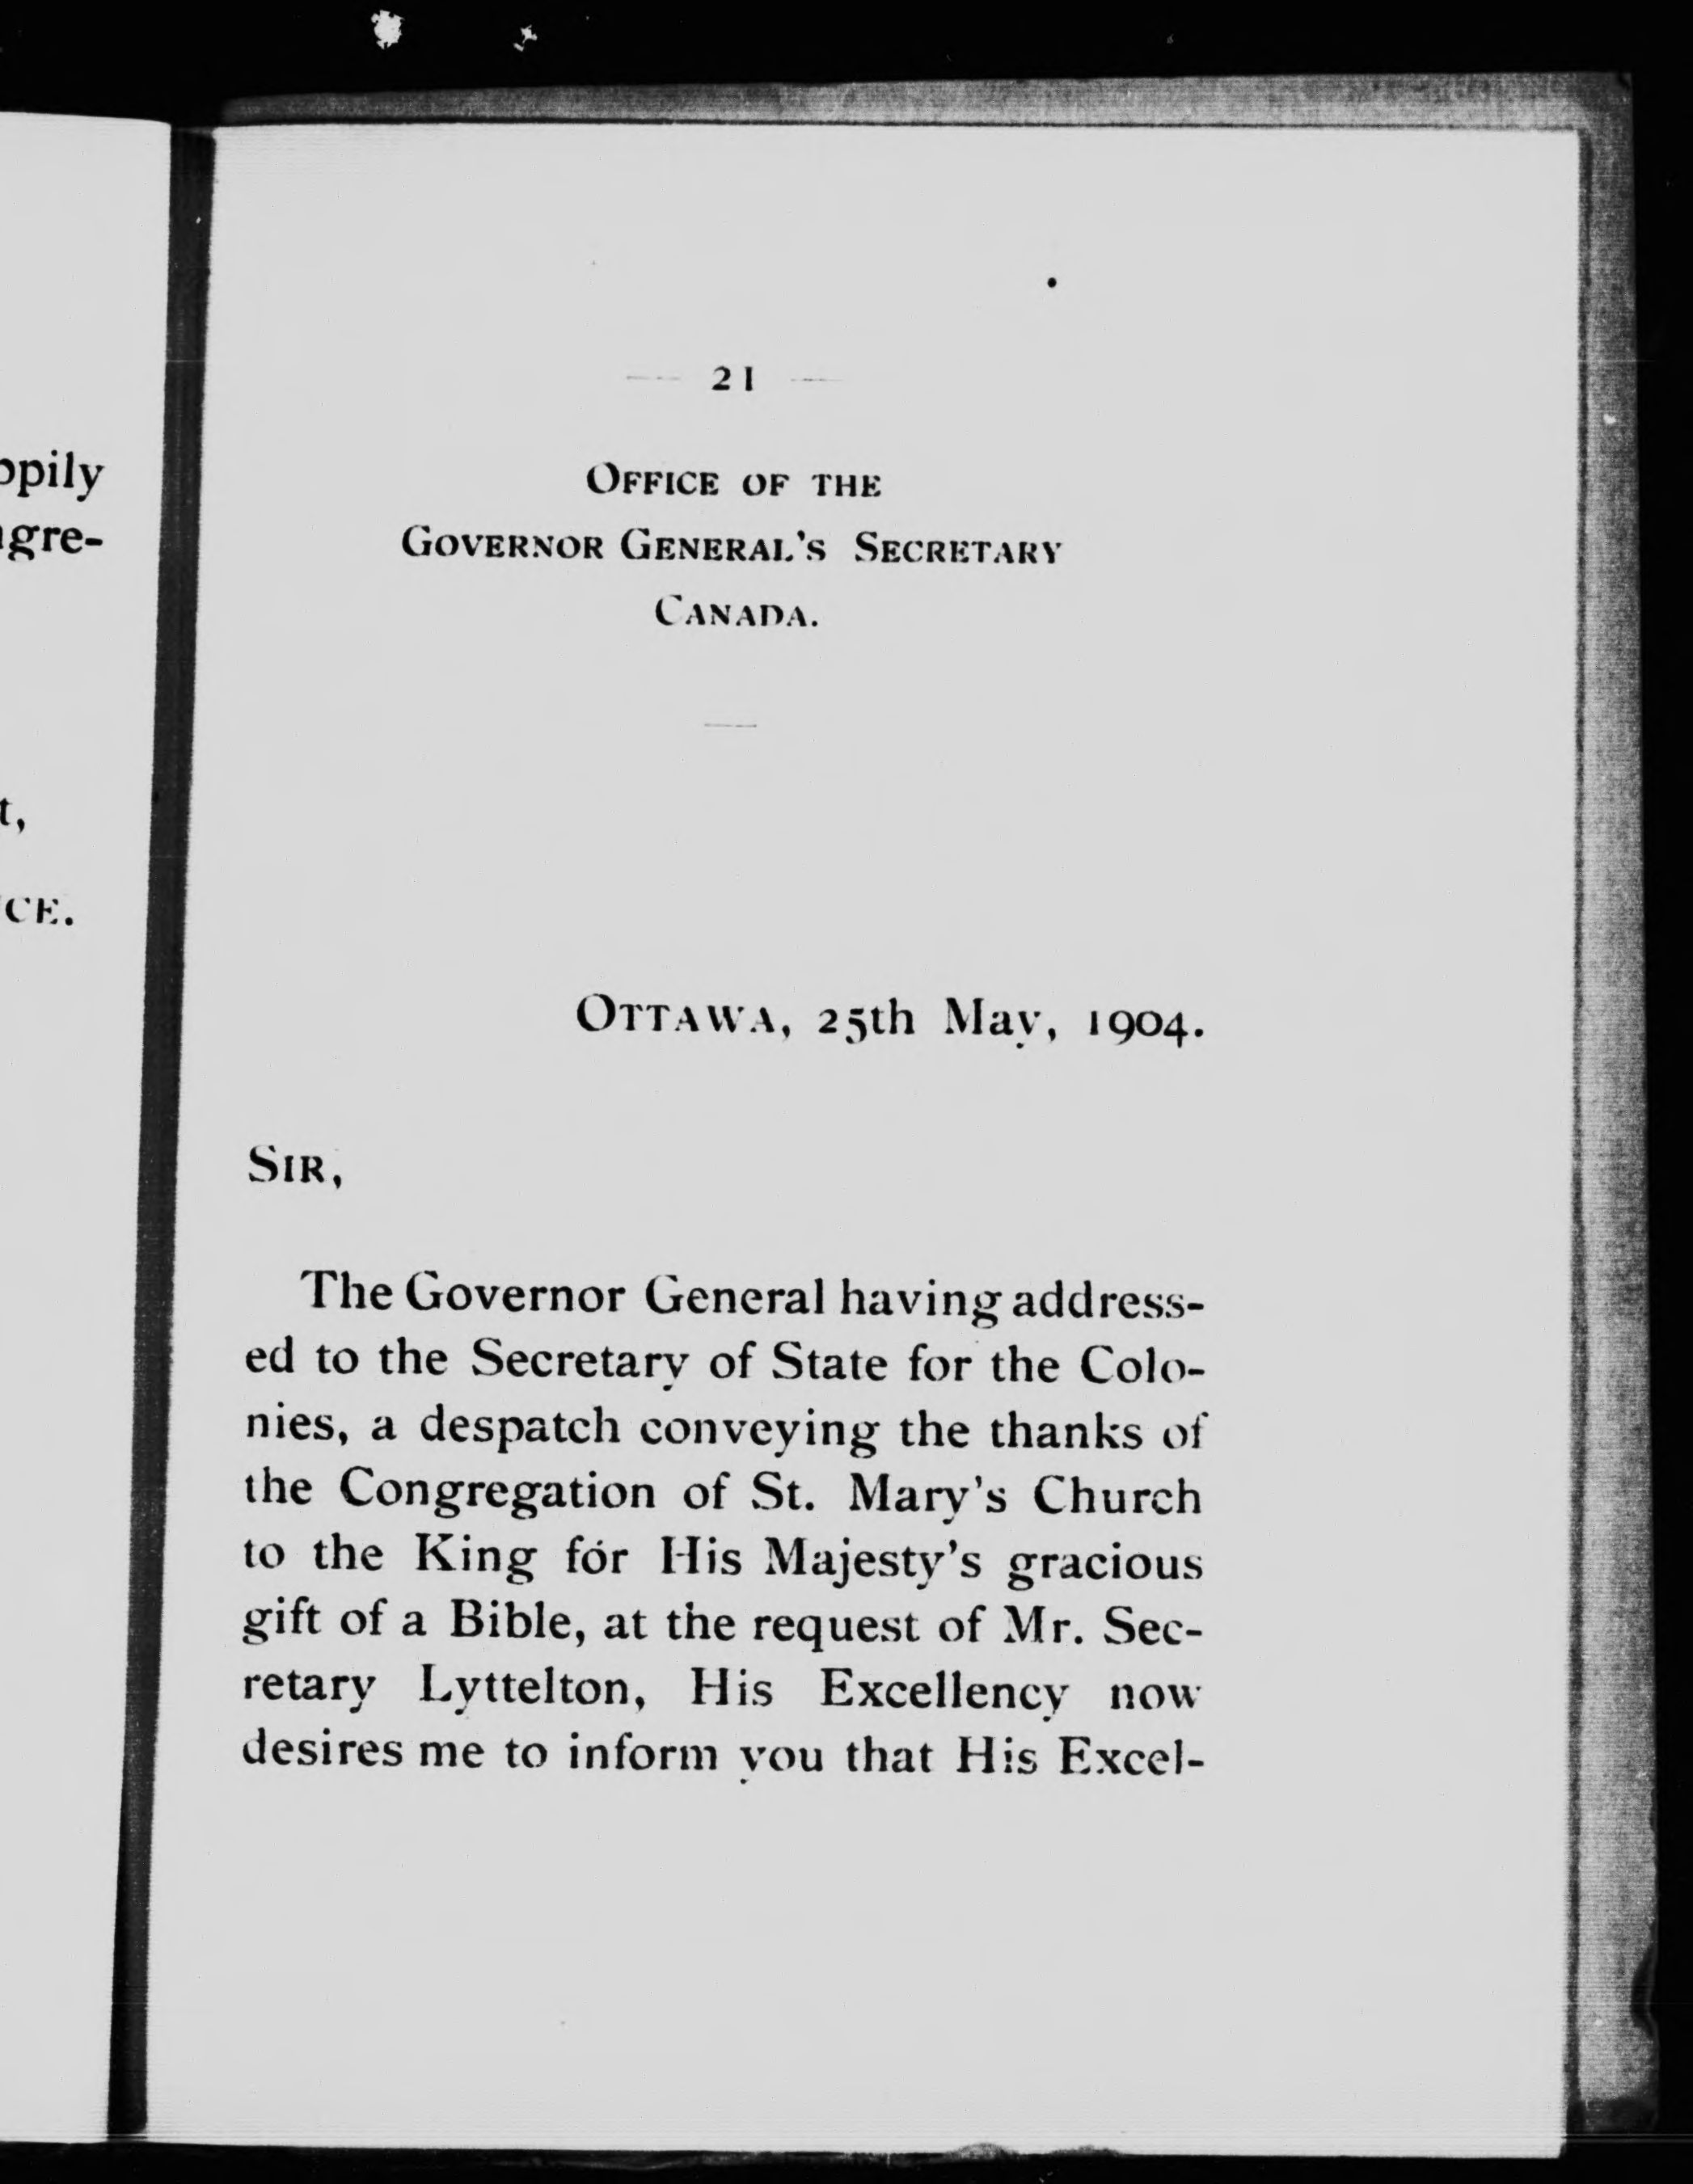 — 21 —
OFFICE OF THE
GOVERNOR GENERAL'S SECRETARY
CANADA.
OTTAWA, 25th May, 1904.
SIR,
The Governor General having address-
ed to the Secretary of State for the Colo-
nies, a despatch conveying the thanks of
the Congregation of St. Mary's Church
to the King for His Majesty's gracious
gift of a Bible, at the request of Mr. Sec-
retary Lyttelton, His Excellency now
desires me to inform you that His Excel-